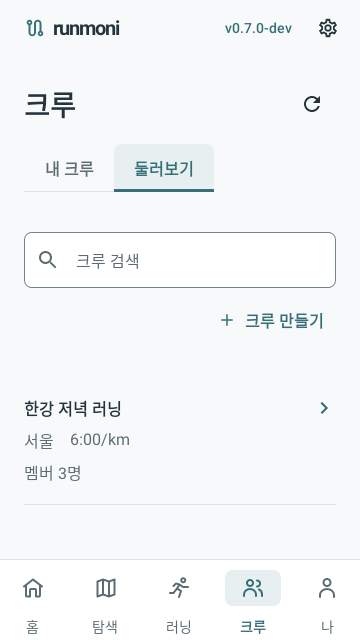 runmoni
v0.7.0-dev
크루
내 크루
둘러보기
크루 검색
크루 만들기
한강 저녁 러닝
서울 6:00/km
멤버 3명
홈
탐색
러닝
크루
나